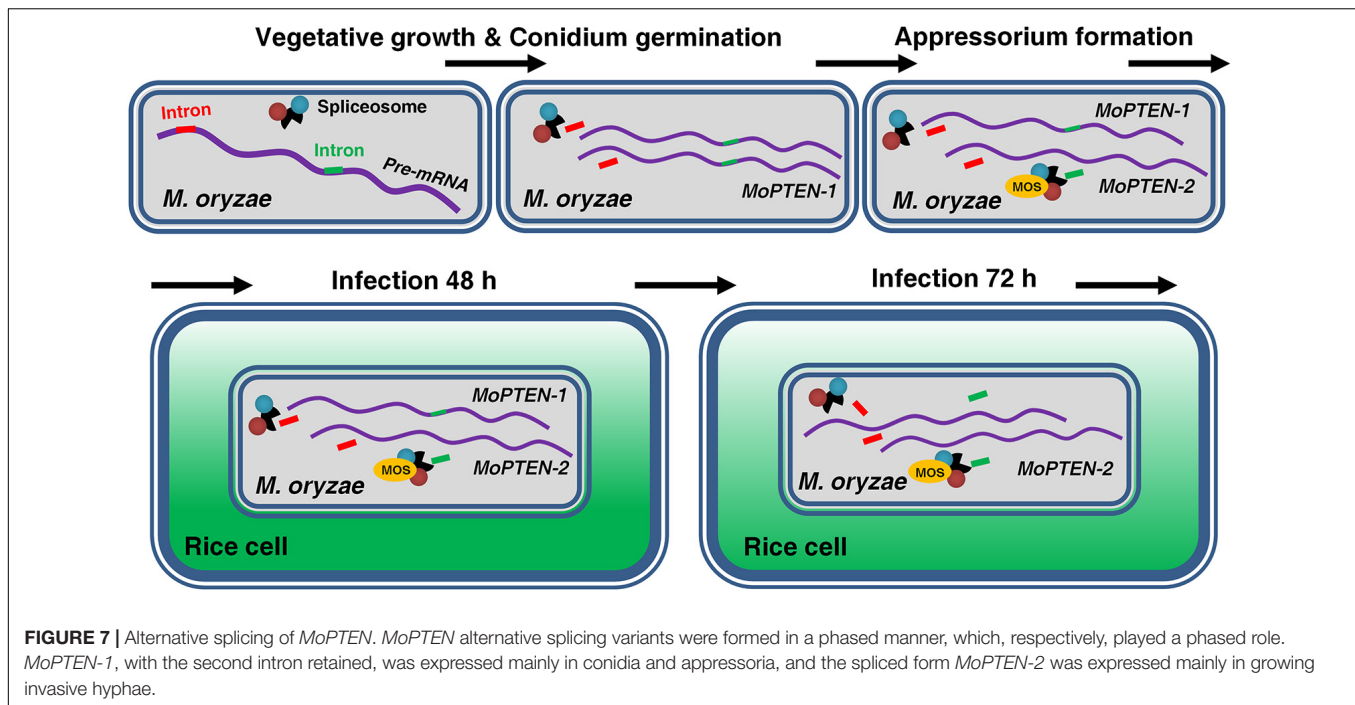 Vegetative growth & Conidium germination
Appressorium formation
Intron
Spliceosome
Intron
Pre-mRNA
M. oryzae
MoPTEN-1
M. oryzae
MoPTEN-1
MOS
MoPTEN-2
M. oryzae
Infection 48 h
Infection 72 h
MoPTEN-1
MOS
MoPTEN-2
M. oryzae
Rice cell
MOS
MoPTEN-2
M. oryzae
Rice cell
FIGURE 7 | Alternative splicing of MoPTEN. MoPTEN alternative splicing variants were formed in a phased manner, which, respectively, played a phased role.
MoPTEN-1, with the second intron retained, was expressed mainly in conidia and appressoria, and the spliced form MoPTEN-2 was expressed mainly in growing
invasive hyphae.